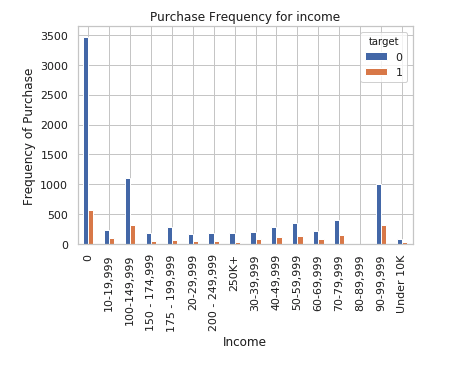 Purchase Frequency for income
Frequency of Purchase
3500
3000
2500
2000
1500
1000
500
0
target
0
1
0
10-19,999
100-149,999
150 - 174,999
175 - 199,999
20-29,999
200 - 249,999
250K+
30-39,999
40-49,999
50-59,999
60-69,999
70-79,999
80-89,999
90-99,999
Under 10K
Income